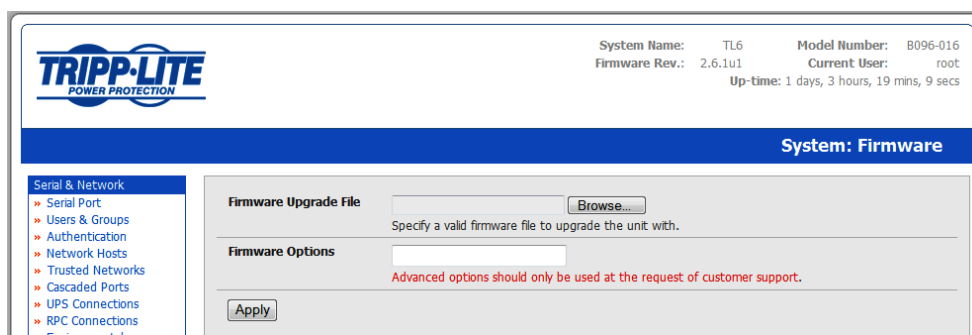 TRIPP·LITE
POWER PROTECTION
System Name: TL6 Model Number: B096-016
Firmware Rev.: 2.6.1u1 Current User: root
Up-time: 1 days, 3 hours, 19 mins, 9 secs
System: Firmware
Serial & Network
» Serial Port
» Users & Groups
» Authentication
» Network Hosts
» Trusted Networks
» Cascaded Ports
» UPS Connections
» RPC Connections
Firmware Upgrade File
Browse...
Specify a valid firmware file to upgrade the unit with.
Firmware Options
Advanced options should only be used at the request of customer support.
Apply